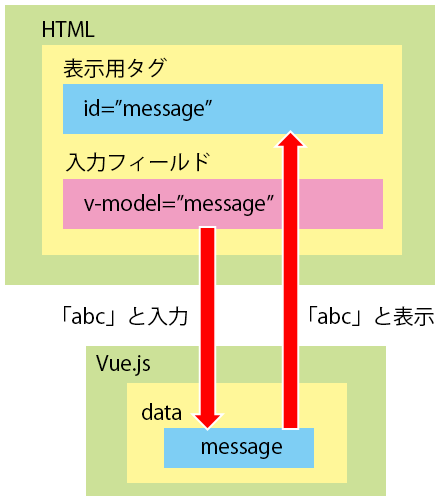 HTML
表示用タグ
id=”message”
入力フィールド
v-model=”message”
「abc」と入力
「abc」と表示
Vue.js
data
message